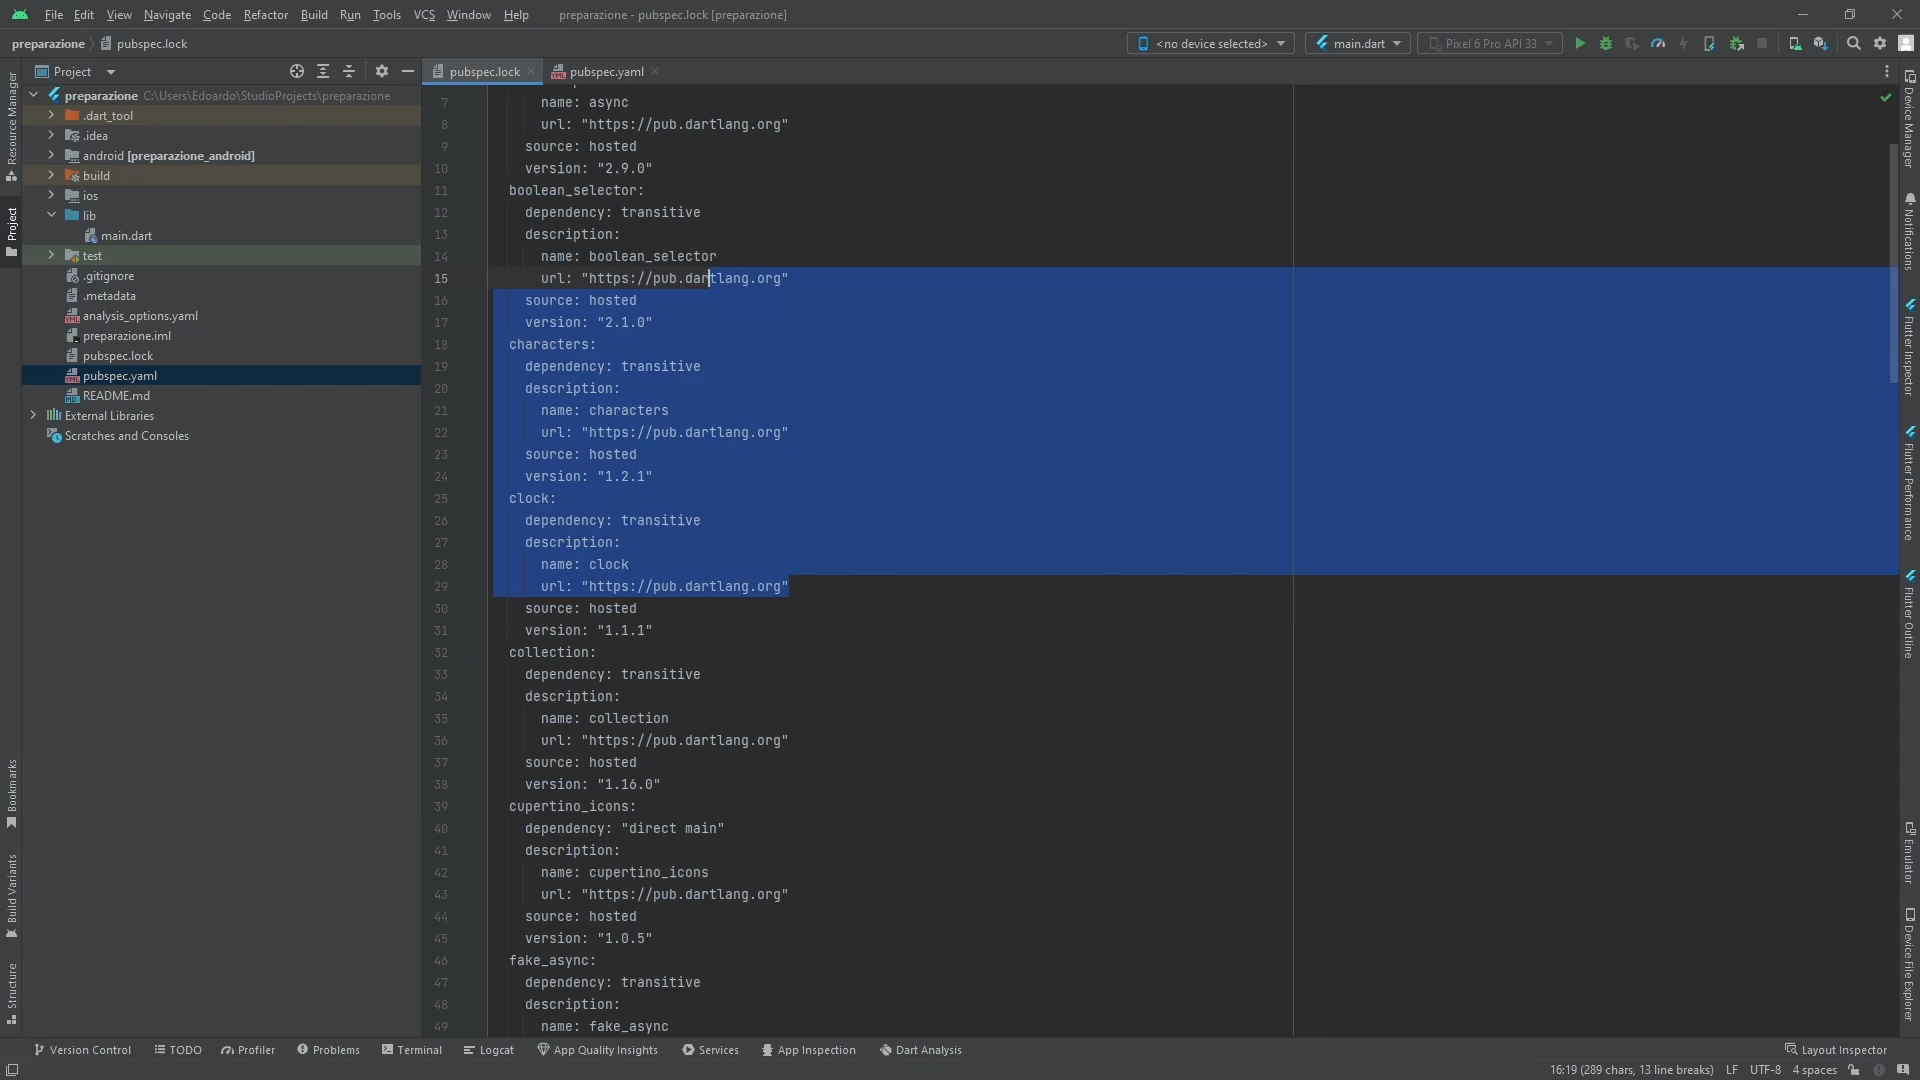 File Edit View Navigate Code Refactor Build Run Tools VCS Window Help preparazione - pubspec.lock [preparazione]
preparazione pubspec.lock <no device selected> main.dart Pixel 6 Pro API 33
Project pubspec.lock pubspec.yaml
preparazione C:\Users\Edoardo\StudioProjects\preparazione
.dart_tool
.idea
android [preparazione_android]
build
ios
lib
main.dart
test
.gitignore
.metadata
analysis_options.yaml
preparazione.iml
pubspec.lock
pubspec.yaml
README.md
External Libraries
Scratches and Consoles
Resource Manager
Project
Bookmarks
Build Variants
Structure
7 name: async
8 url: "https://pub.dartlang.org"
9 source: hosted
10 version: "2.9.0"
11 boolean_selector:
12 dependency: transitive
13 description:
14 name: boolean_selector
15 url: "https://pub.dartlang.org"
16 source: hosted
17 version: "2.1.0"
18 characters:
19 dependency: transitive
20 description:
21 name: characters
22 url: "https://pub.dartlang.org"
23 source: hosted
24 version: "1.2.1"
25 clock:
26 dependency: transitive
27 description:
28 name: clock
29 url: "https://pub.dartlang.org"
30 source: hosted
31 version: "1.1.1"
32 collection:
33 dependency: transitive
34 description:
35 name: collection
36 url: "https://pub.dartlang.org"
37 source: hosted
38 version: "1.16.0"
39 cupertino_icons:
40 dependency: "direct main"
41 description:
42 name: cupertino_icons
43 url: "https://pub.dartlang.org"
44 source: hosted
45 version: "1.0.5"
46 fake_async:
47 dependency: transitive
48 description:
49 name: fake_async
Device Manager
Notifications
Flutter Inspector
Flutter Performance
Flutter Outline
Emulator
Device File Explorer
Version Control TODO Profiler Problems Terminal Logcat App Quality Insights Services App Inspection Dart Analysis Layout Inspector
16:19 (289 chars, 13 line breaks) LF UTF-8 4 spaces